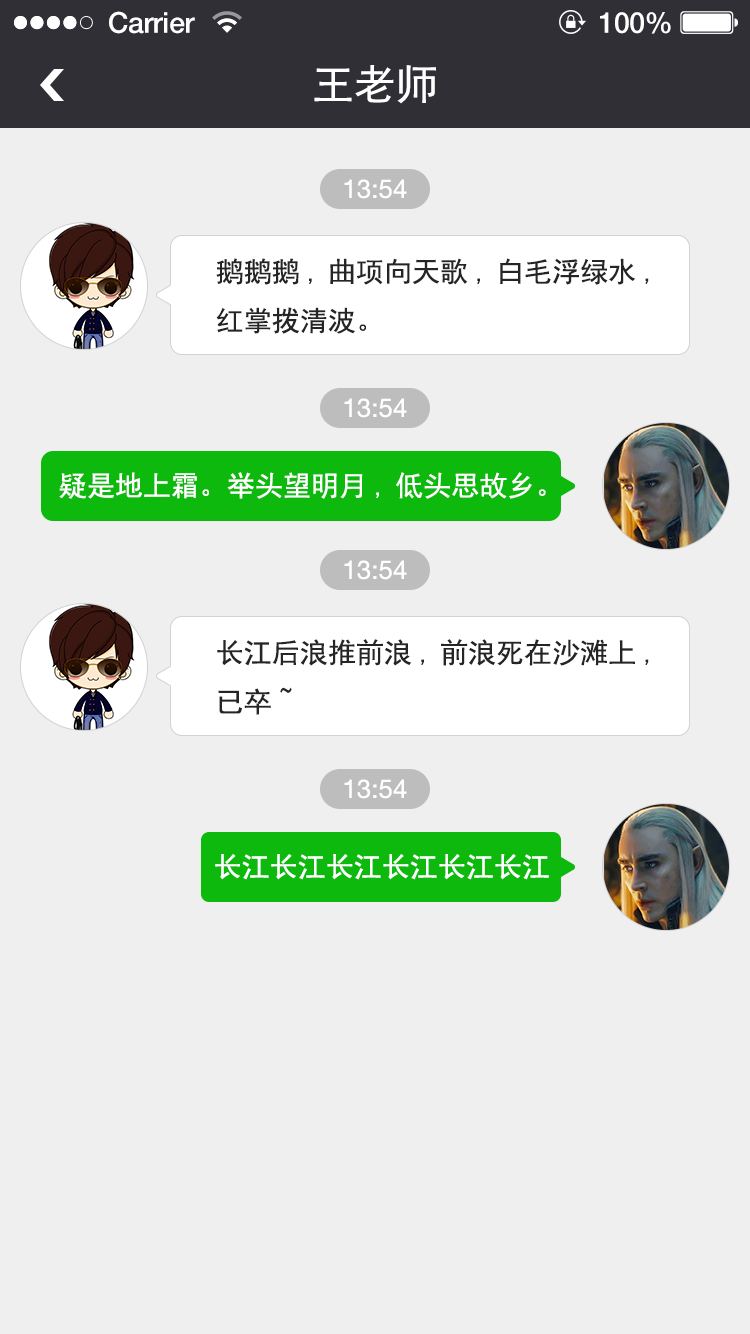 Carrier 100%
王老师
13:54
鹅鹅鹅，曲项向天歌，白毛浮绿水，
红掌拨清波。
13:54
疑是地上霜。举头望明月，低头思故乡。
13:54
长江后浪推前浪，前浪死在沙滩上，
已卒~
13:54
长江长江长江长江长江长江